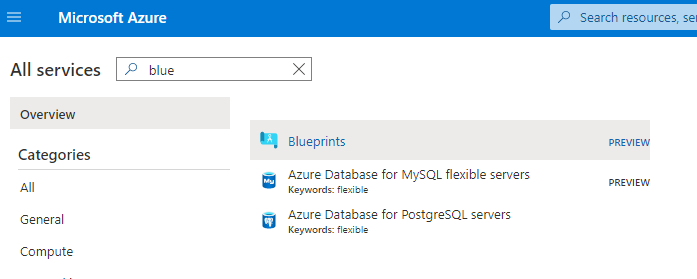 Microsoft Azure
Search resources, ser
All services
blue
Overview
Categories
All
General
Compute
Blueprints PREVIEW
Azure Database for MySQL flexible servers PREVIEW
Keywords: flexible
Azure Database for PostgreSQL servers
Keywords: flexible